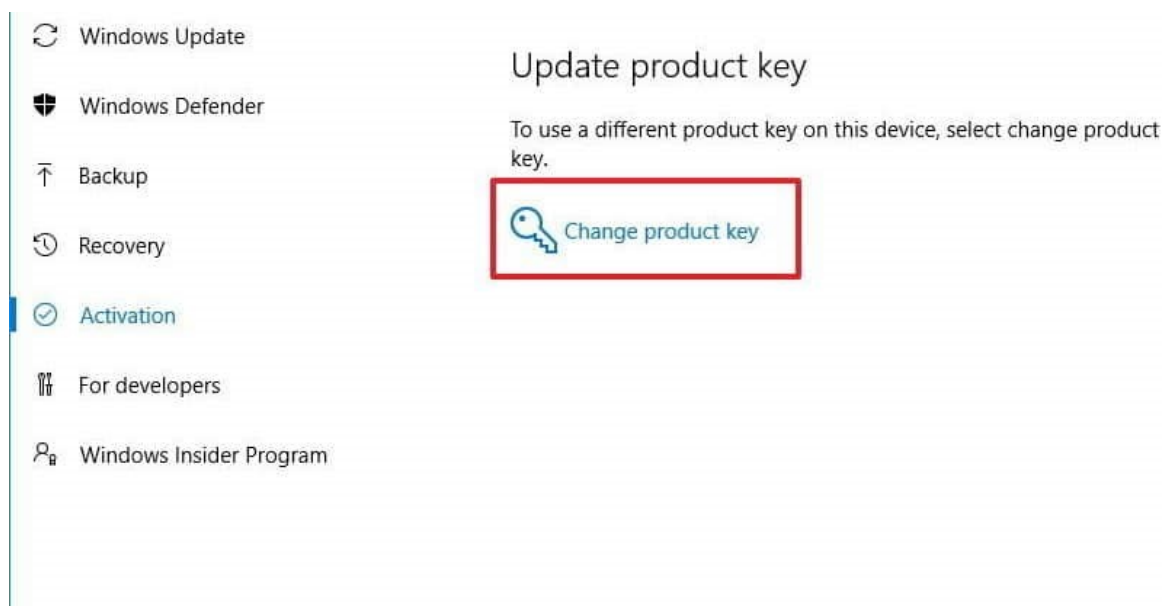 Windows Update
Windows Defender
Backup
Recovery
Activation
For developers
Windows Insider Program
Update product key
To use a different product key on this device, select change product
key.
Change product key